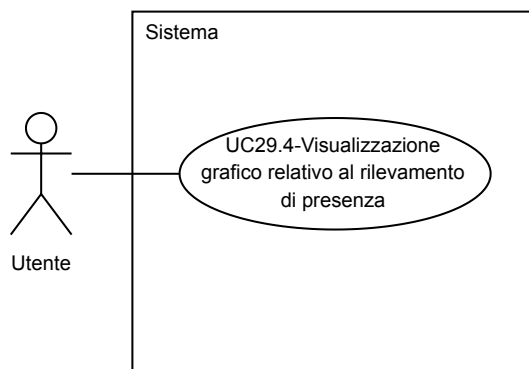 Sistema
UC29.4-Visualizzazione
grafico relativo al rilevamento
di presenza
Utente